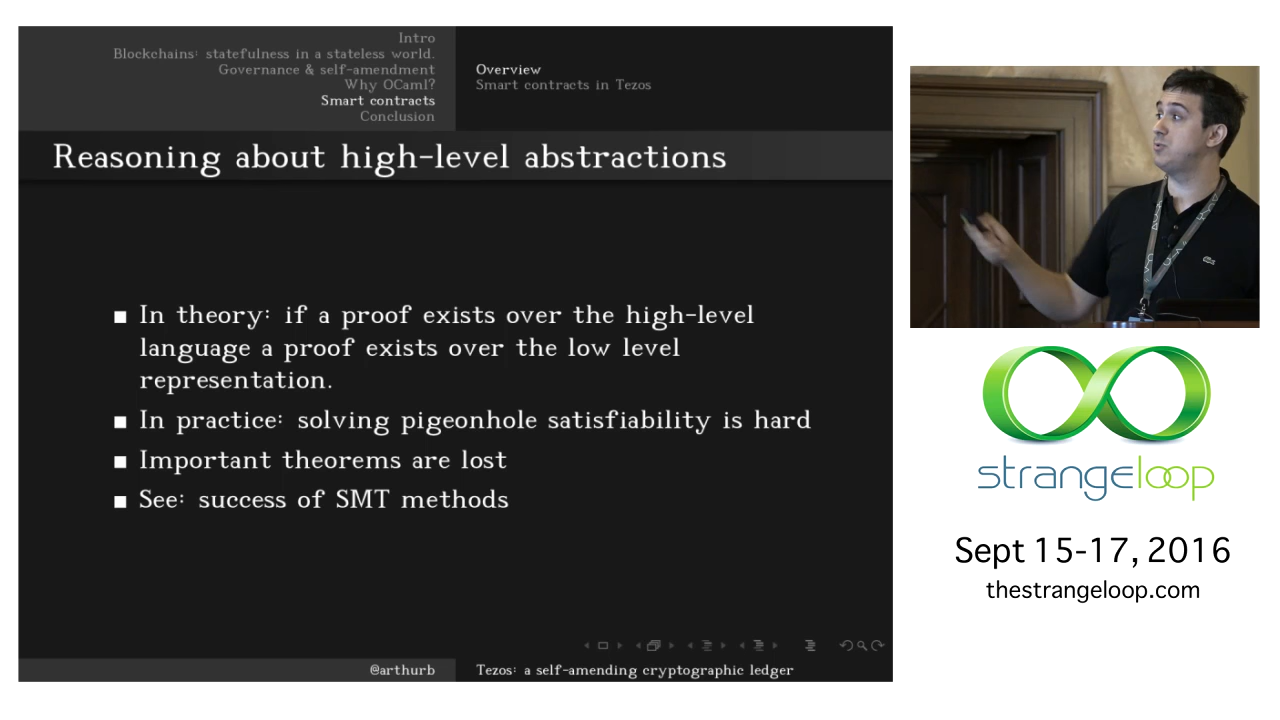 Intro
Blockchains: statefulness in a stateless world.
Governance & self-amendment
Why OCaml?
Smart contracts
Conclusion
Overview
Smart contracts in Tezos
Reasoning about high-level abstractions
In theory: if a proof exists over the high-level
language a proof exists over the low level
representation.
In practice: solving pigeonhole satisfiability is hard
Important theorems are lost
See: success of SMT methods
@arthurb
Tezos: a self-amending cryptographic ledger
strangeloop
Sept 15-17, 2016
thestrangeloop.com